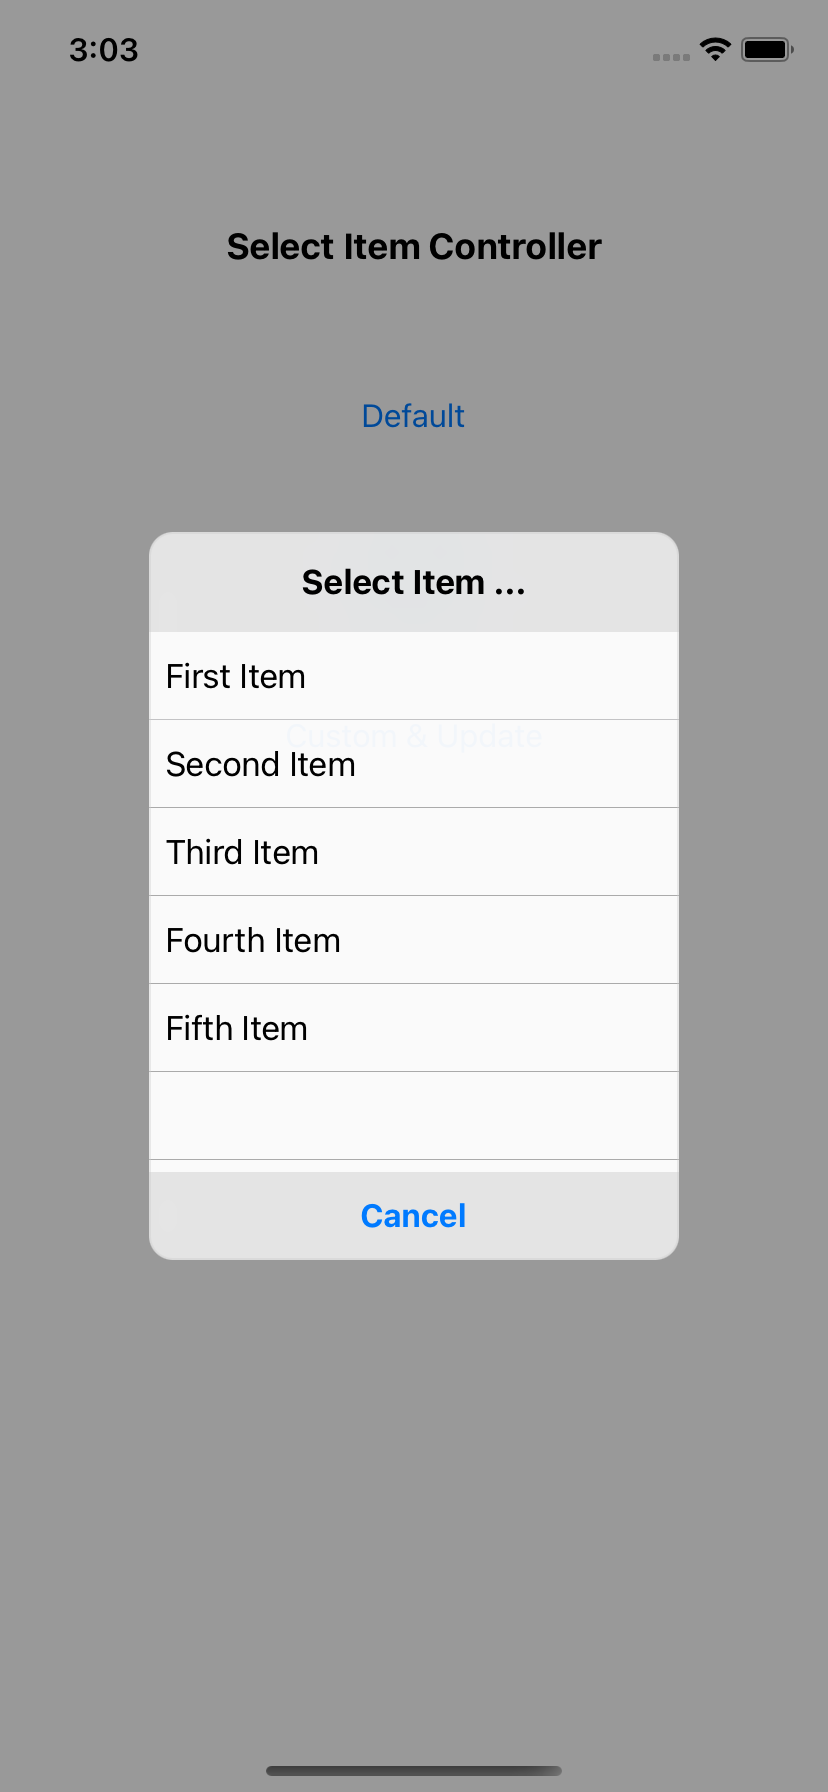 3:03
Select Item Controller
Default
Select Item ...
First Item
Custom & Update
Second Item
Third Item
Fourth Item
Fifth Item
Cancel